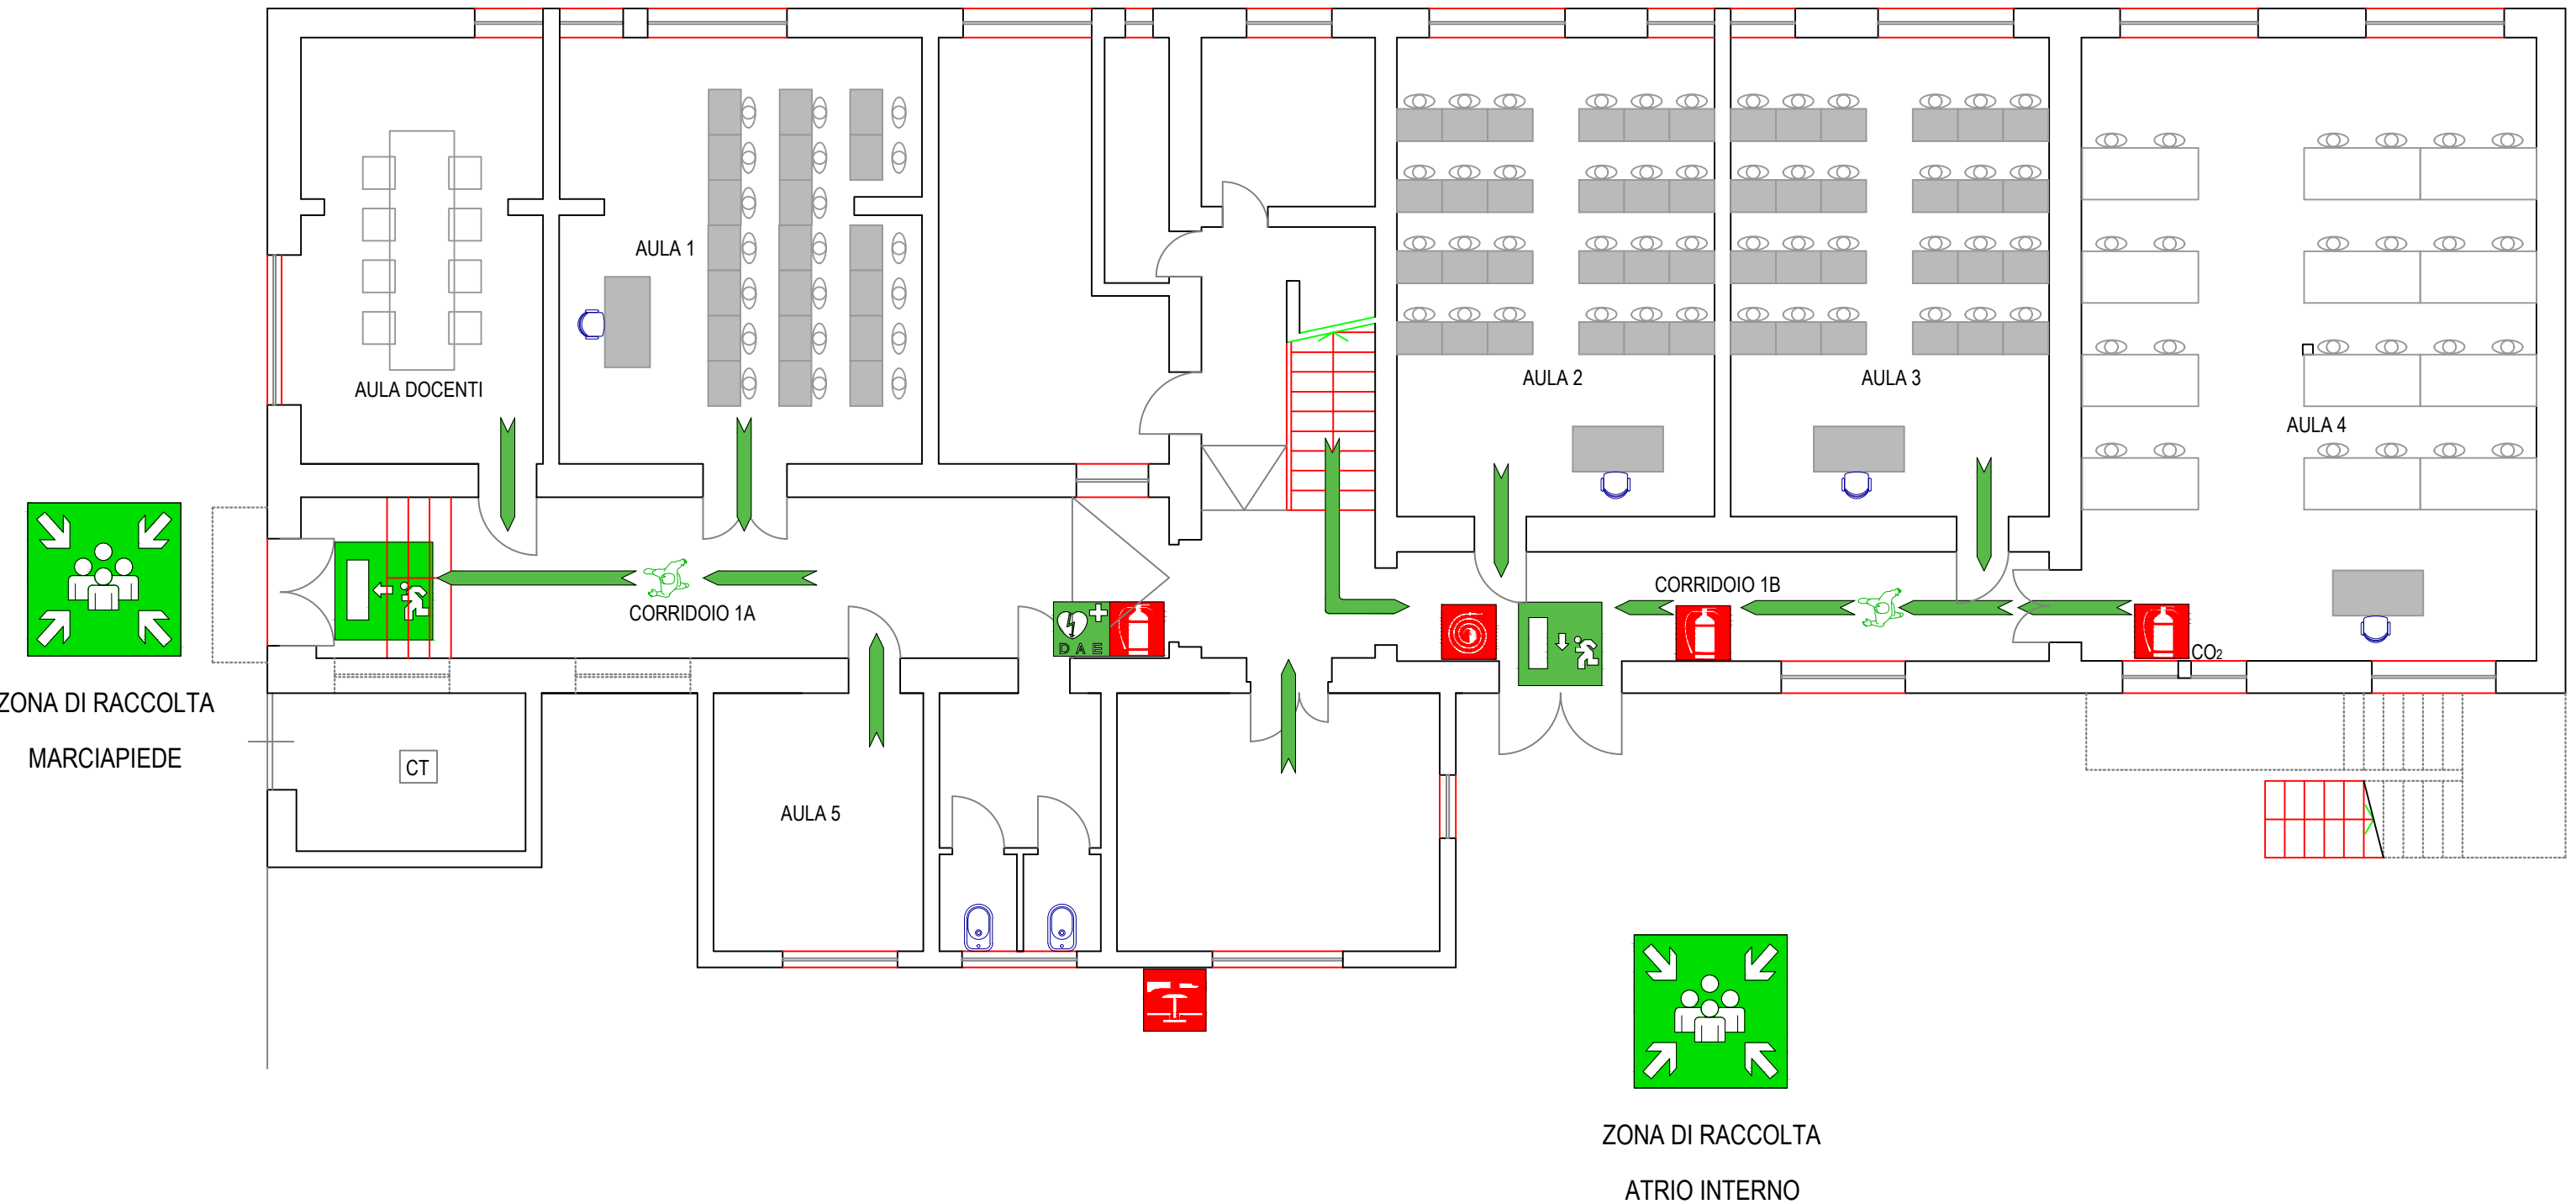 AULA 1
AULA DOCENTI
AULA 2
AULA 3
AULA 4
CORRIDOIO 1A
CORRIDOIO 1B
DAE
CO2
ZONA DI RACCOLTA
MARCIAPIEDE
CT
AULA 5
ZONA DI RACCOLTA
ATRIO INTERNO